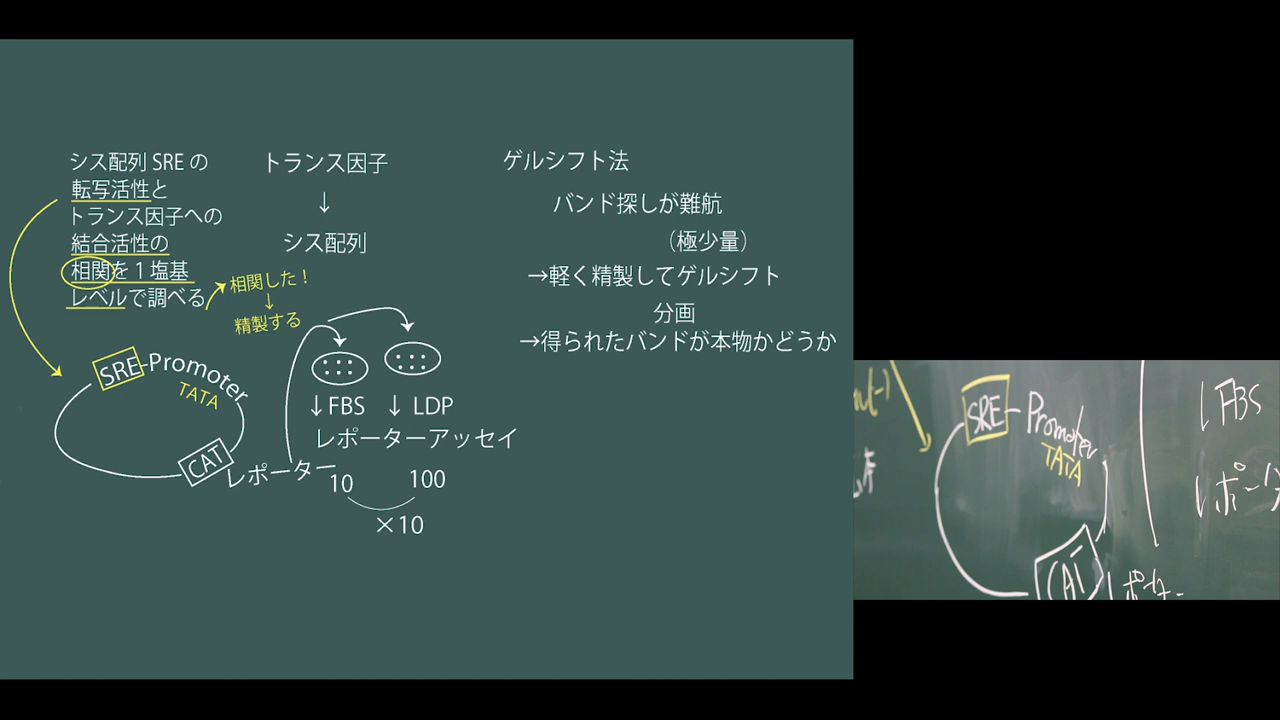 シス配列 SRE の
転写活性と
トランス因子への
結合活性の
相関を 1 塩基
レベルで調べる
相関した！
↓
精製する
トランス因子
↓
シス配列
SRE-Promoter
TATA
CAT
レポーター
↓FBS ↓ LDP
レポーターアッセイ
10 100
×10
ゲルシフト法
バンド探しが難航
（極少量）
→軽く精製してゲルシフト
分画
→得られたバンドが本物かどうか
SRE-Promoter
TATA
CAT
FBS